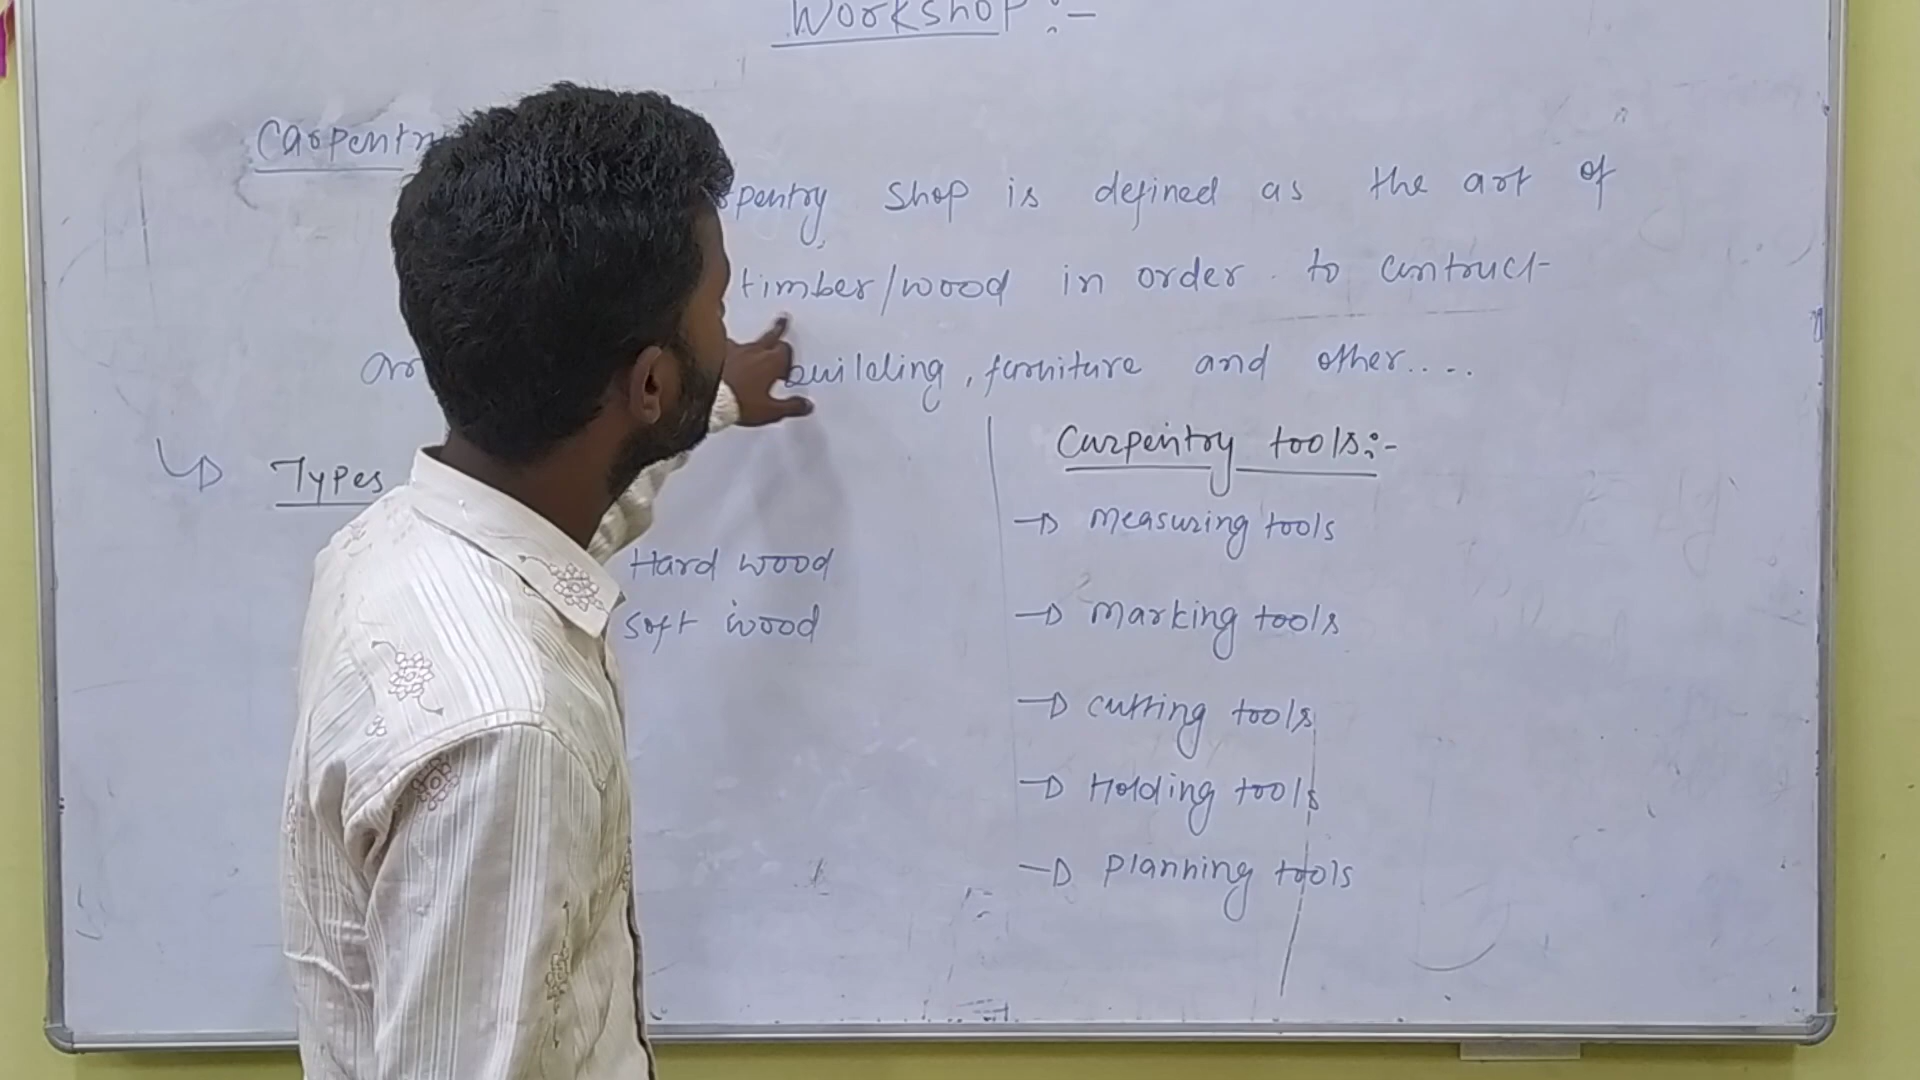 Workshop :-
Carpentry
pentry shop is defined as the art of
timber/wood in order to contruct
building, furniture and other....
Types
Hard wood
Soft wood
Carpentry tools:-
→ Measuring tools
→ Marking tools
→ Cutting tools
→ Holding tools
→ Planning tools